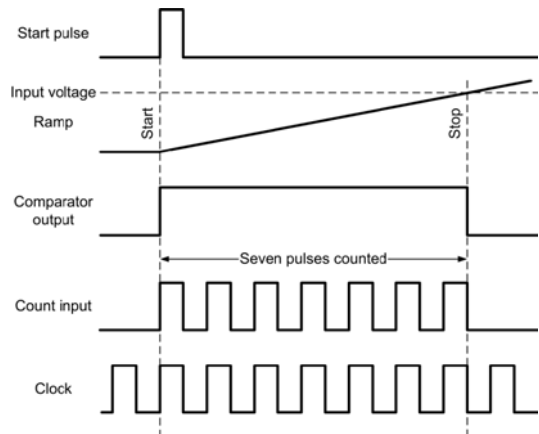 Start pulse
Input voltage
Ramp
Start
Stop
Comparator
output
Seven pulses counted
Count input
Clock